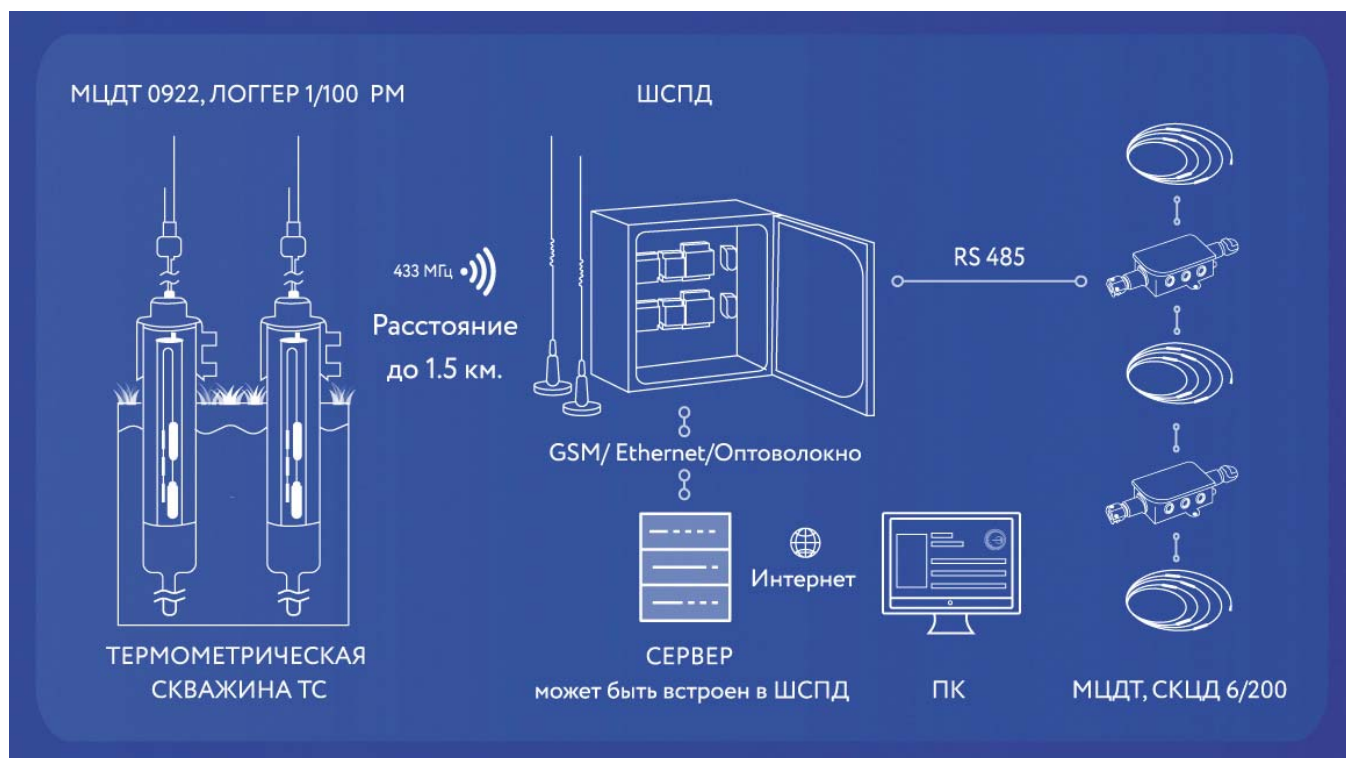 МЦДТ 0922, ЛОГГЕР 1/100 РМ
ШСПД
433 МГц
Расстояние
до 1.5 км.
RS 485
GSM/ Ethernet/Оптоволокно
Интернет
ТЕРМОМЕТРИЧЕСКАЯ
СКВАЖИНА ТС
СЕРВЕР
может быть встроен в ШСПД
ПК
МЦДТ, СКЦД 6/200